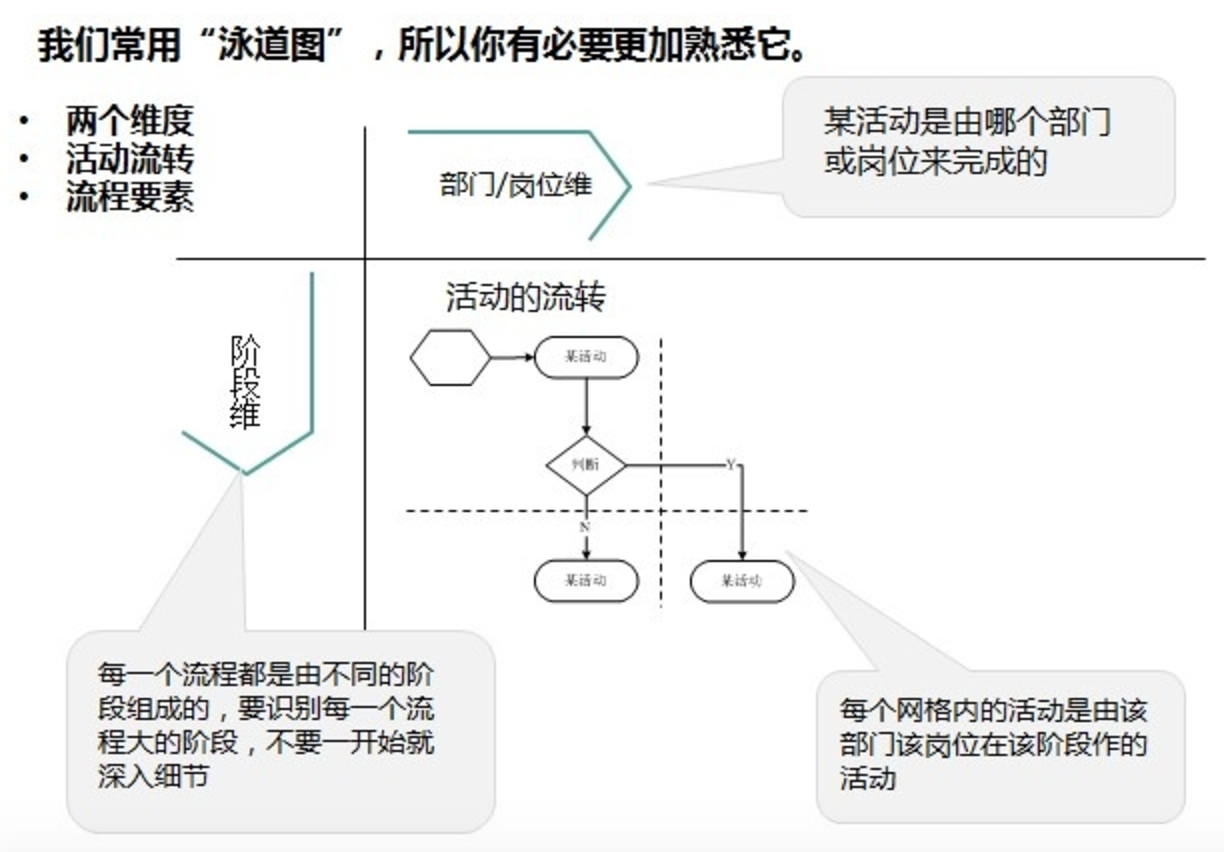 我们常用“泳道图”，所以你有必要更加熟悉它。
• 两个维度
• 活动流转
• 流程要素
某活动是由哪个部门
或岗位来完成的
部门/岗位维
阶段维
活动的流转
某活动
判断
Y
N
某活动
某活动
每一个流程都是由不同的阶
段组成的，要识别每一个流
程大的阶段，不要一开始就
深入细节
每个网格内的活动是由该
部门该岗位在该阶段作的
活动